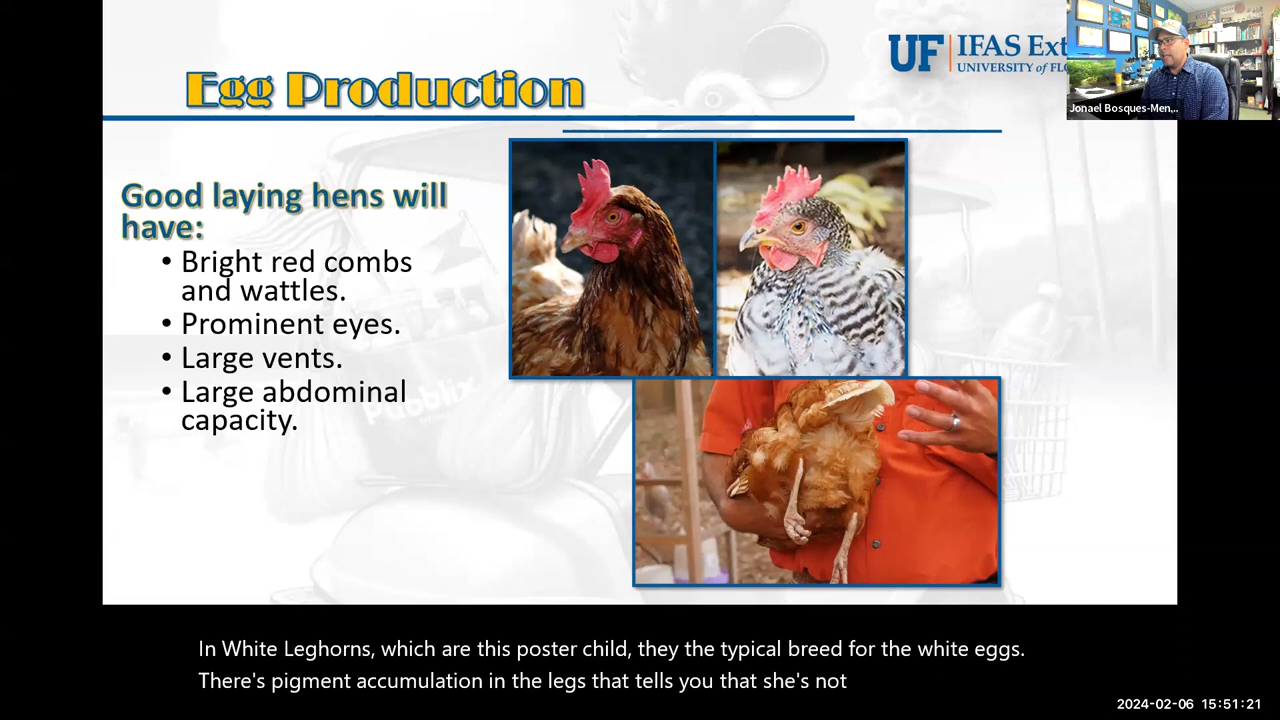 UF IFAS Ext
UNIVERSITY of FLO
Jonael Bosques-Men...
Egg Production
Good laying hens will
have:
• Bright red combs
and wattles.
• Prominent eyes.
• Large vents.
• Large abdominal
capacity.
In White Leghorns, which are this poster child, they the typical breed for the white eggs.
There's pigment accumulation in the legs that tells you that she's not
2024-02-06 15:51:21